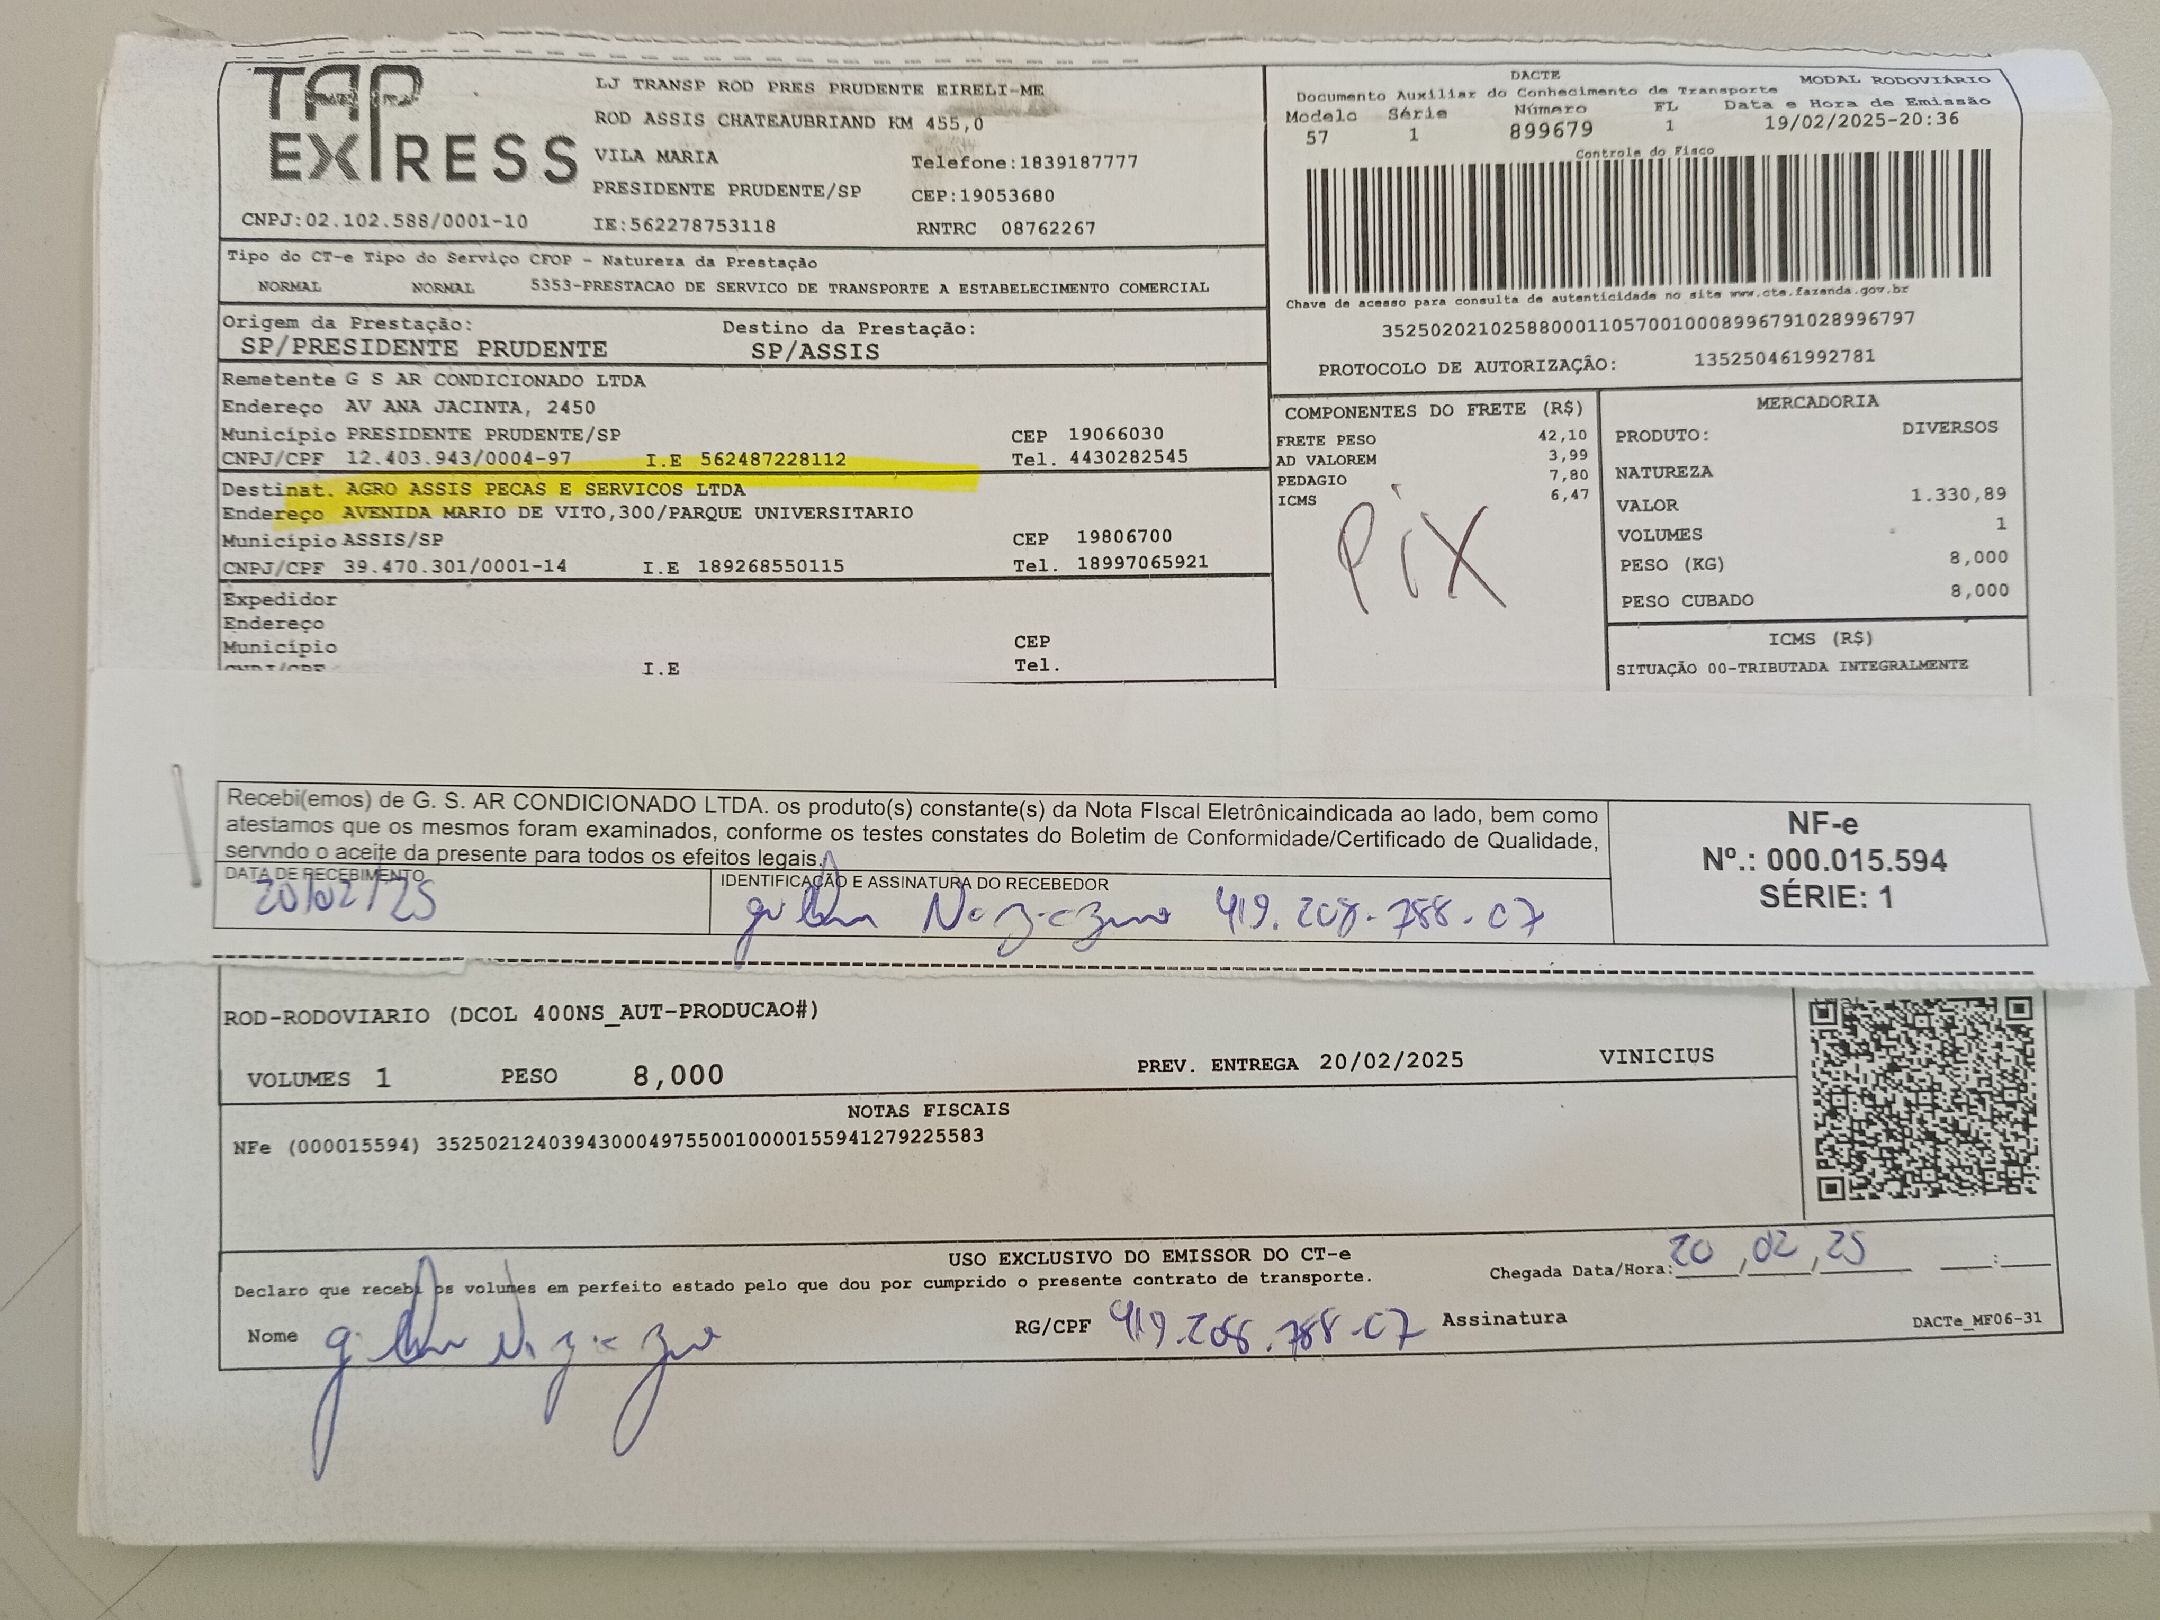 TAP EXPRESS
LJ TRANSP ROD PRES PRUDENTE EIRELI-ME
ROD ASSIS CHATEAUBRIAND KM 455,0
VILA MARIA Telefone:1839187777
PRESIDENTE PRUDENTE/SP CEP:19053680
CNPJ:02.102.588/0001-10 IE:562278753118 RNTRC 08762267
DACTE MODAL RODOVIÁRIO
Documento Auxiliar do Conhecimento de Transporte
Modelo Série Número FL Data e Hora de Emissão
57 1 899679 1 19/02/2025-20:36
Controle do Fisco
Chave de acesso para consulta de autenticidade no site www.cte.fazenda.gov.br
35250202102588000110570010008996791028996797
PROTOCOLO DE AUTORIZAÇÃO: 135250461992781
Tipo do CT-e Tipo do Serviço CFOP - Natureza da Prestação
NORMAL NORMAL 5353-PRESTACAO DE SERVICO DE TRANSPORTE A ESTABELECIMENTO COMERCIAL
Origem da Prestação: Destino da Prestação:
SP/PRESIDENTE PRUDENTE SP/ASSIS
Remetente G S AR CONDICIONADO LTDA
Endereço AV ANA JACINTA, 2450
Município PRESIDENTE PRUDENTE/SP CEP 19066030
CNPJ/CPF 12.403.943/0004-97 I.E 562487228112 Tel. 4430282545
Destinat. AGRO ASSIS PECAS E SERVICOS LTDA
Endereço AVENIDA MARIO DE VITO,300/PARQUE UNIVERSITARIO
Município ASSIS/SP CEP 19806700
CNPJ/CPF 39.470.301/0001-14 I.E 189268550115 Tel. 18997065921
Expedidor
Endereço
Município CEP
CNPJ/CPF I.E Tel.
COMPONENTES DO FRETE (R$)
FRETE PESO 42,10
AD VALOREM 3,99
PEDAGIO 7,80
ICMS 6,47
PiX
MERCADORIA
PRODUTO: DIVERSOS
NATUREZA
VALOR 1.330,89
VOLUMES 1
PESO (KG) 8,000
PESO CUBADO 8,000
ICMS (R$)
SITUAÇÃO 00-TRIBUTADA INTEGRALMENTE
Recebi(emos) de G. S. AR CONDICIONADO LTDA. os produto(s) constante(s) da Nota FIscal Eletrônicaindicada ao lado, bem como
atestamos que os mesmos foram examinados, conforme os testes constates do Boletim de Conformidade/Certificado de Qualidade,
servndo o aceite da presente para todos os efeitos legais.
DATA DE RECEBIMENTO IDENTIFICAÇÃO E ASSINATURA DO RECEBEDOR
20/02/25 419.208.788-07
NF-e
Nº.: 000.015.594
SÉRIE: 1
ROD-RODOVIARIO (DCOL 400NS_AUT-PRODUCAO#)
VOLUMES 1 PESO 8,000 PREV. ENTREGA 20/02/2025 VINICIUS
NOTAS FISCAIS
NFe (000015594) 35250212403943000497550010000155941279225583
USO EXCLUSIVO DO EMISSOR DO CT-e
Declaro que recebi os volumes em perfeito estado pelo que dou por cumprido o presente contrato de transporte.
Chegada Data/Hora: 20,02,25 :
Nome RG/CPF 419.208.788-07 Assinatura DACTe_MF06-31